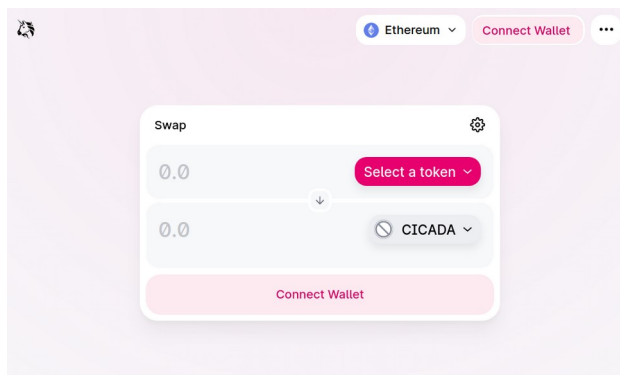 Ethereum
Connect Wallet
Swap
0.0
Select a token
0.0
CICADA
Connect Wallet